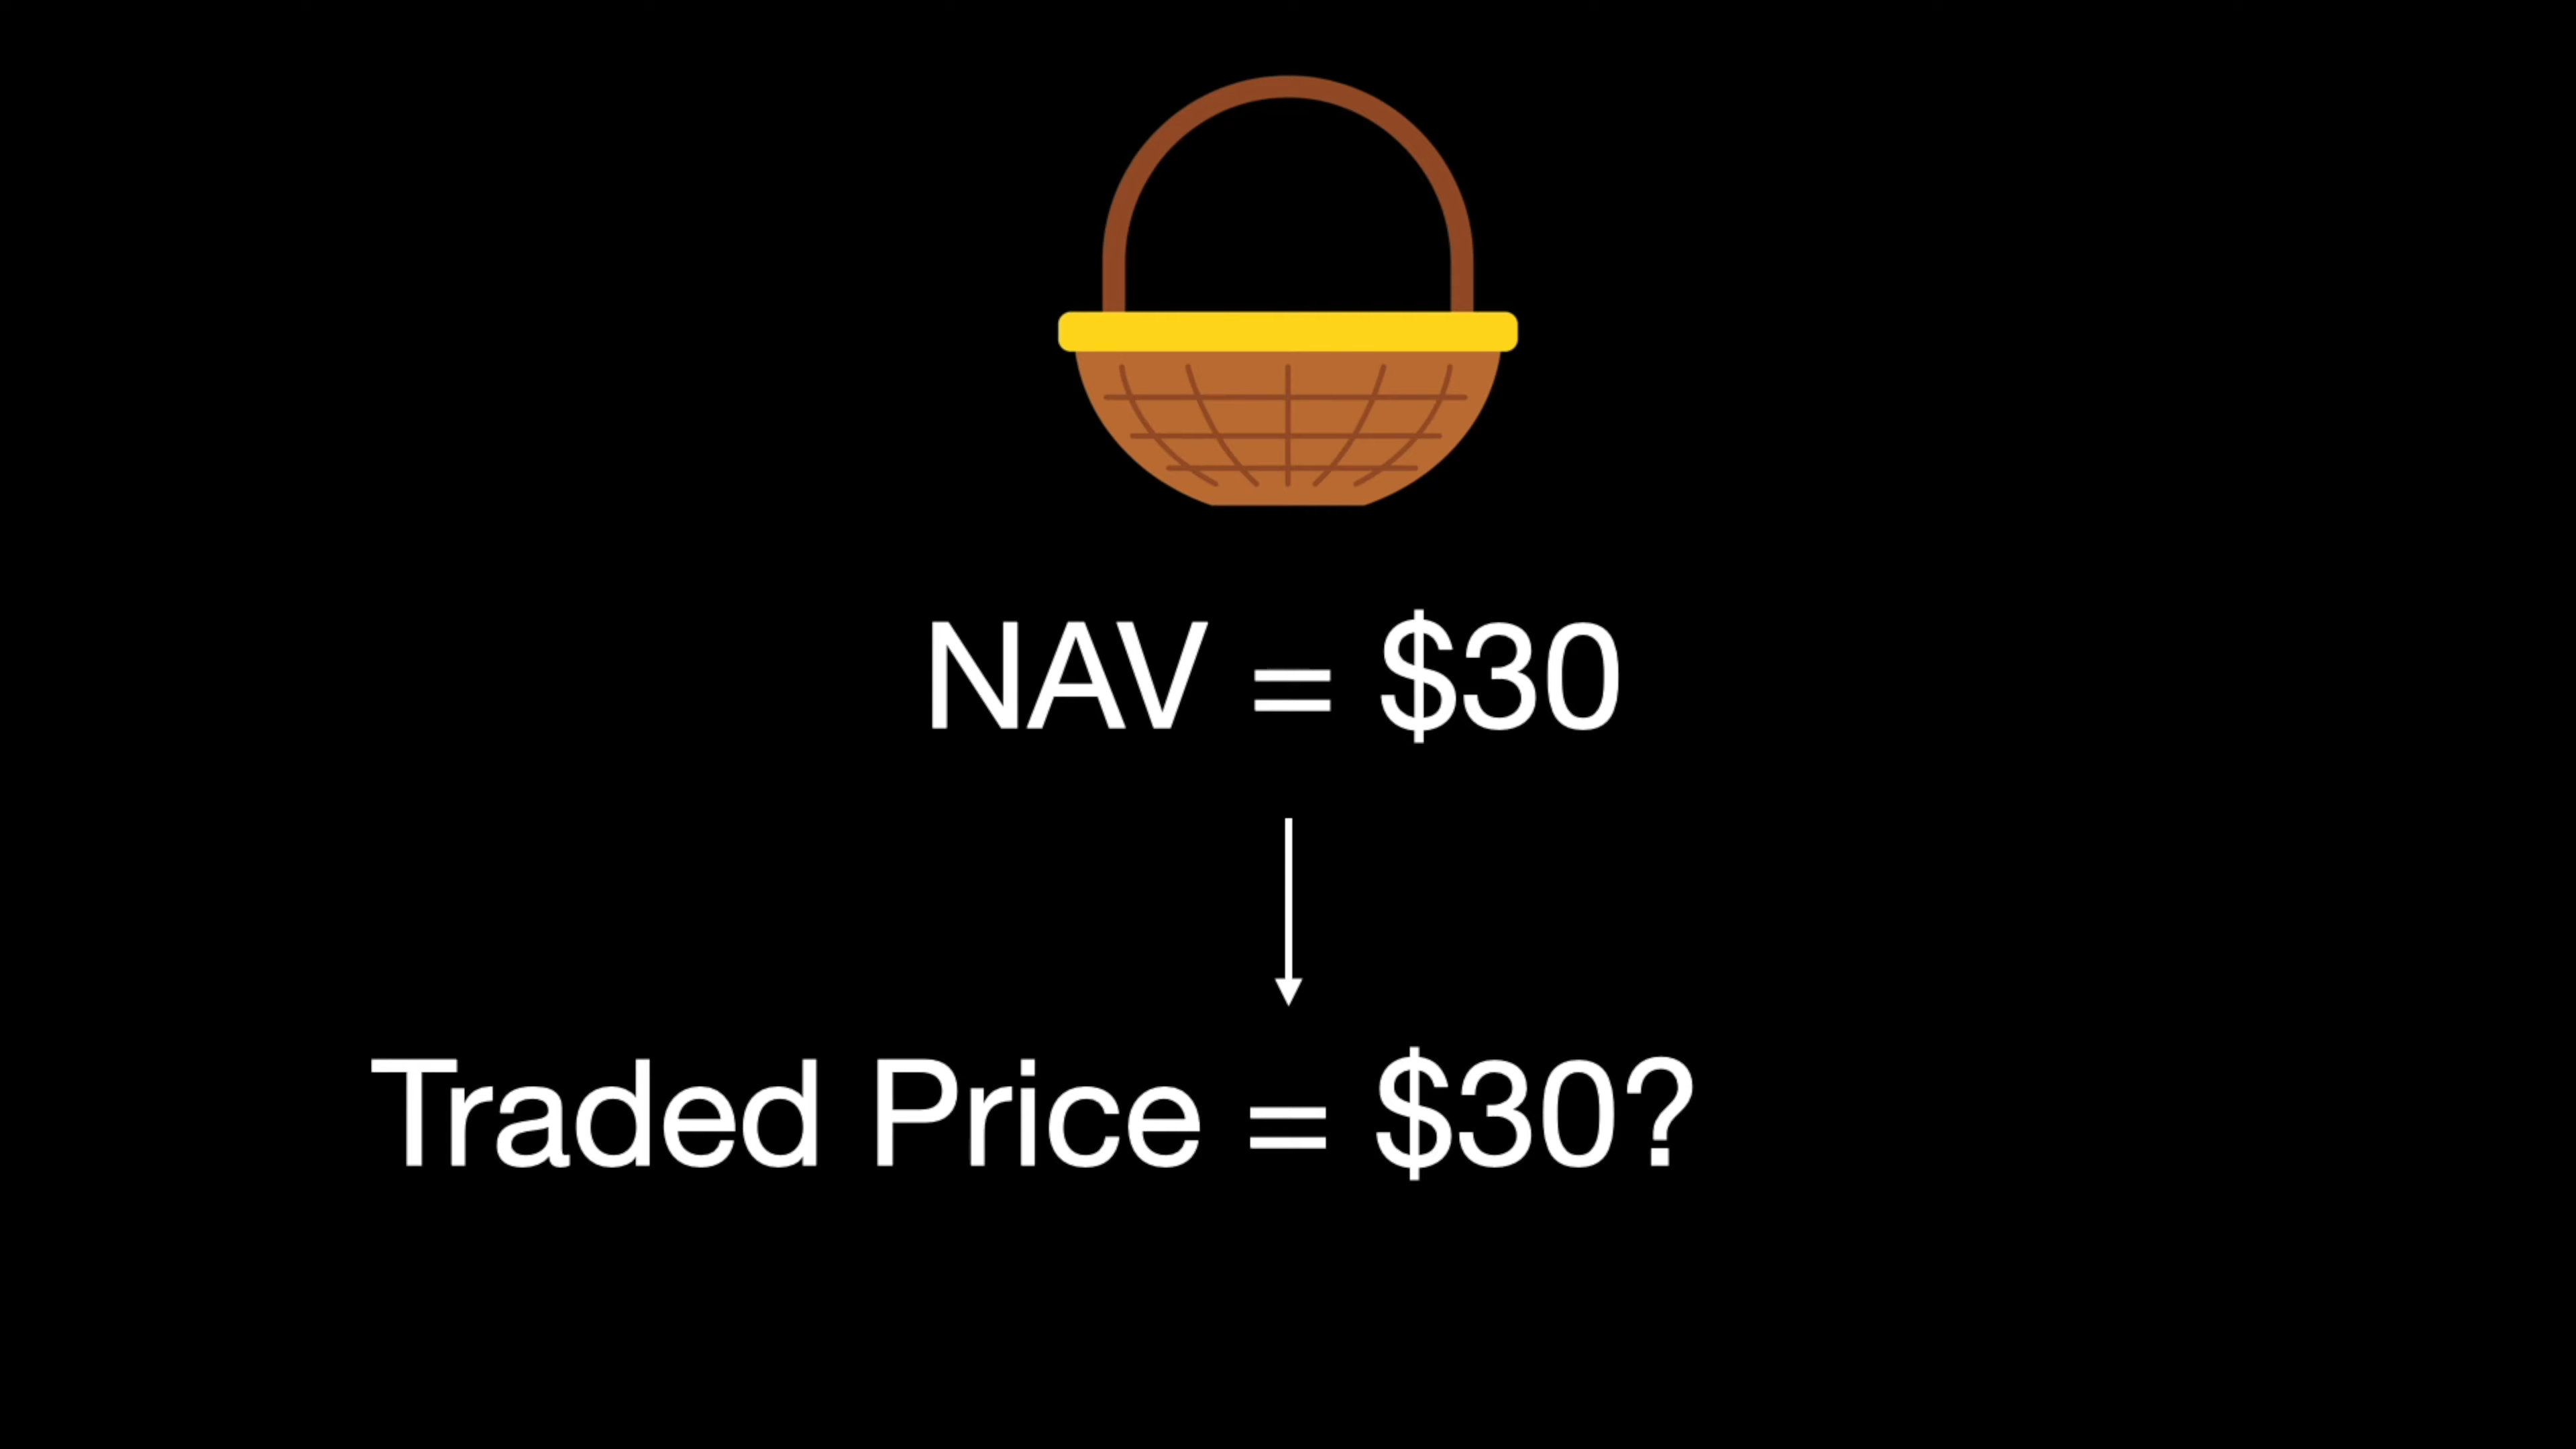 NAV = $30
Traded Price = $30?